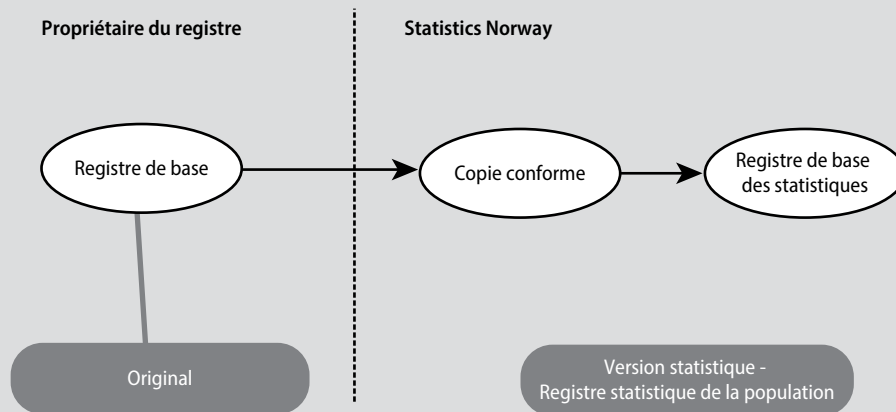 Propriétaire du registre
Statistics Norway
Registre de base
Copie conforme
Registre de base
des statistiques
Original
Version statistique -
Registre statistique de la population